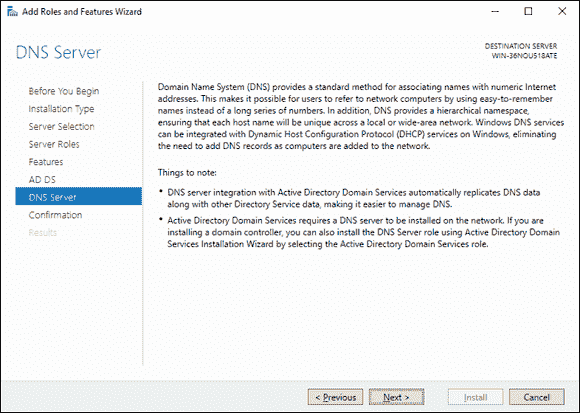 Add Roles and Features Wizard
DNS Server
DESTINATION SERVER
WIN-36NOU518ATE
Before You Begin
Installation Type
Server Selection
Server Roles
Features
AD DS
DNS Server
Confirmation
Results
Domain Name System (DNS) provides a standard method for associating names with numeric Internet
addresses. This makes it possible for users to refer to network computers by using easy-to-remember
names instead of a long series of numbers. In addition, DNS provides a hierarchical namespace,
ensuring that each host name will be unique across a local or wide-area network. Windows DNS services
can be integrated with Dynamic Host Configuration Protocol (DHCP) services on Windows, eliminating
the need to add DNS records as computers are added to the network.
Things to note:
• DNS server integration with Active Directory Domain Services automatically replicates DNS data
along with other Directory Service data, making it easier to manage DNS.
• Active Directory Domain Services requires a DNS server to be installed on the network. If you are
installing a domain controller, you can also install the DNS Server role using Active Directory Domain
Services Installation Wizard by selecting the Active Directory Domain Services role.
< Previous
Next >
Install
Cancel